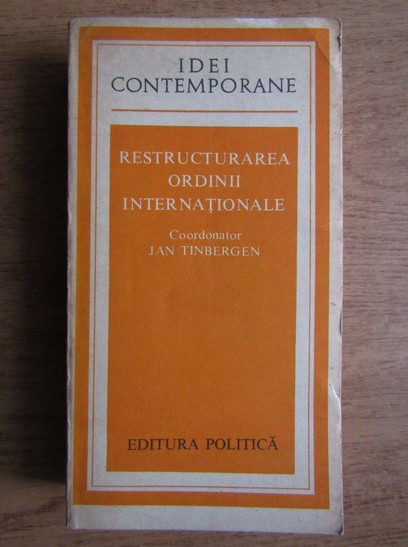 IDEI
CONTEMPORANE
RESTRUCTURAREA
ORDINII
INTERNAȚIONALE
Coordonator
JAN TINBERGEN
EDITURA POLITICĂ